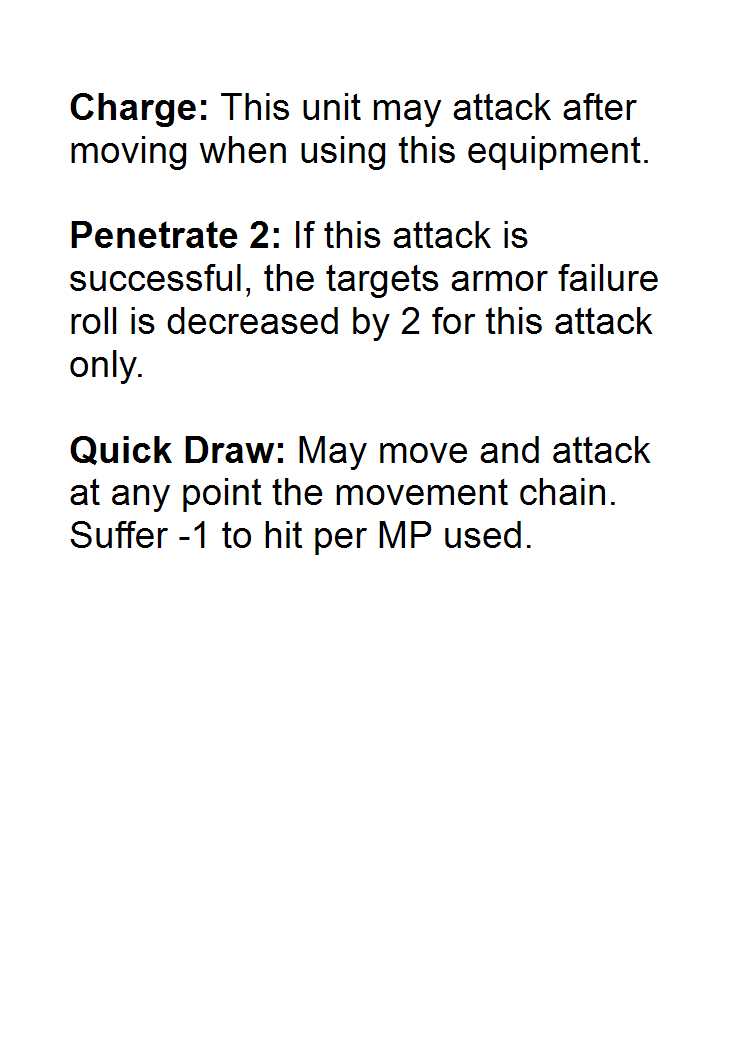 Charge: This unit may attack after
moving when using this equipment.
Penetrate 2: If this attack is
successful, the targets armor failure
roll is decreased by 2 for this attack
only.
Quick Draw: May move and attack
at any point the movement chain.
Suffer -1 to hit per MP used.